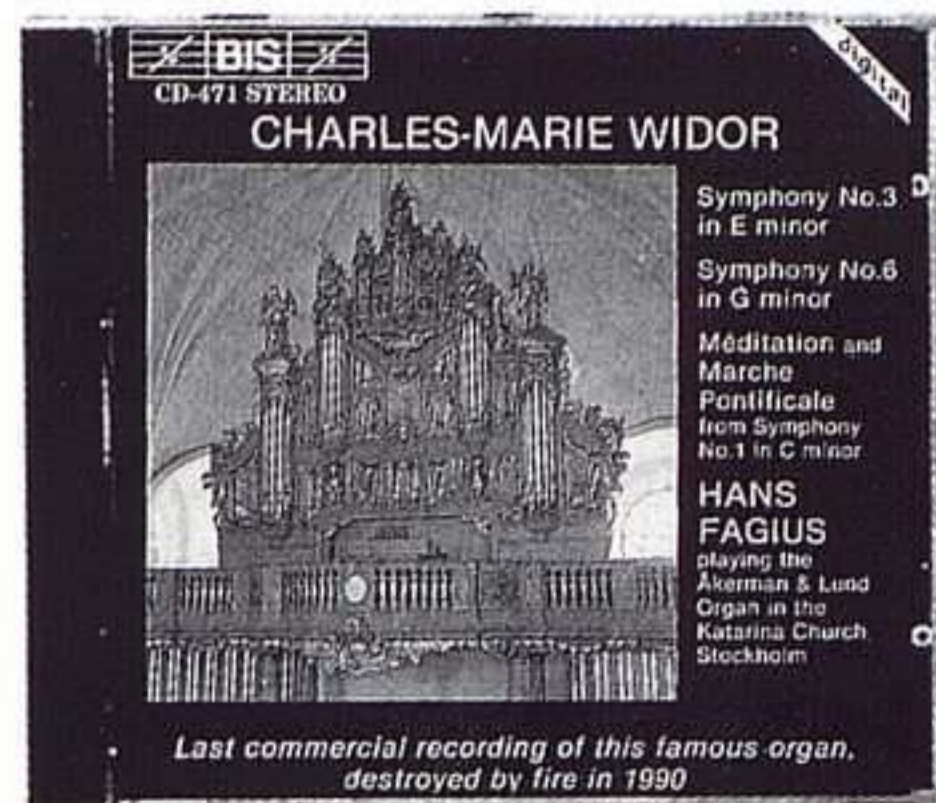 BIS
CD-471 STEREO
digital
CHARLES-MARIE WIDOR
Symphony No.3
in E minor
Symphony No.6
in G minor
Méditation and
Marche
Pontificale
from Symphony
No.1 in C minor
HANS
FAGIUS
playing the
Åkerman & Lund
Organ in the
Katarina Church
Stockholm
Last commercial recording of this famous organ,
destroyed by fire in 1990